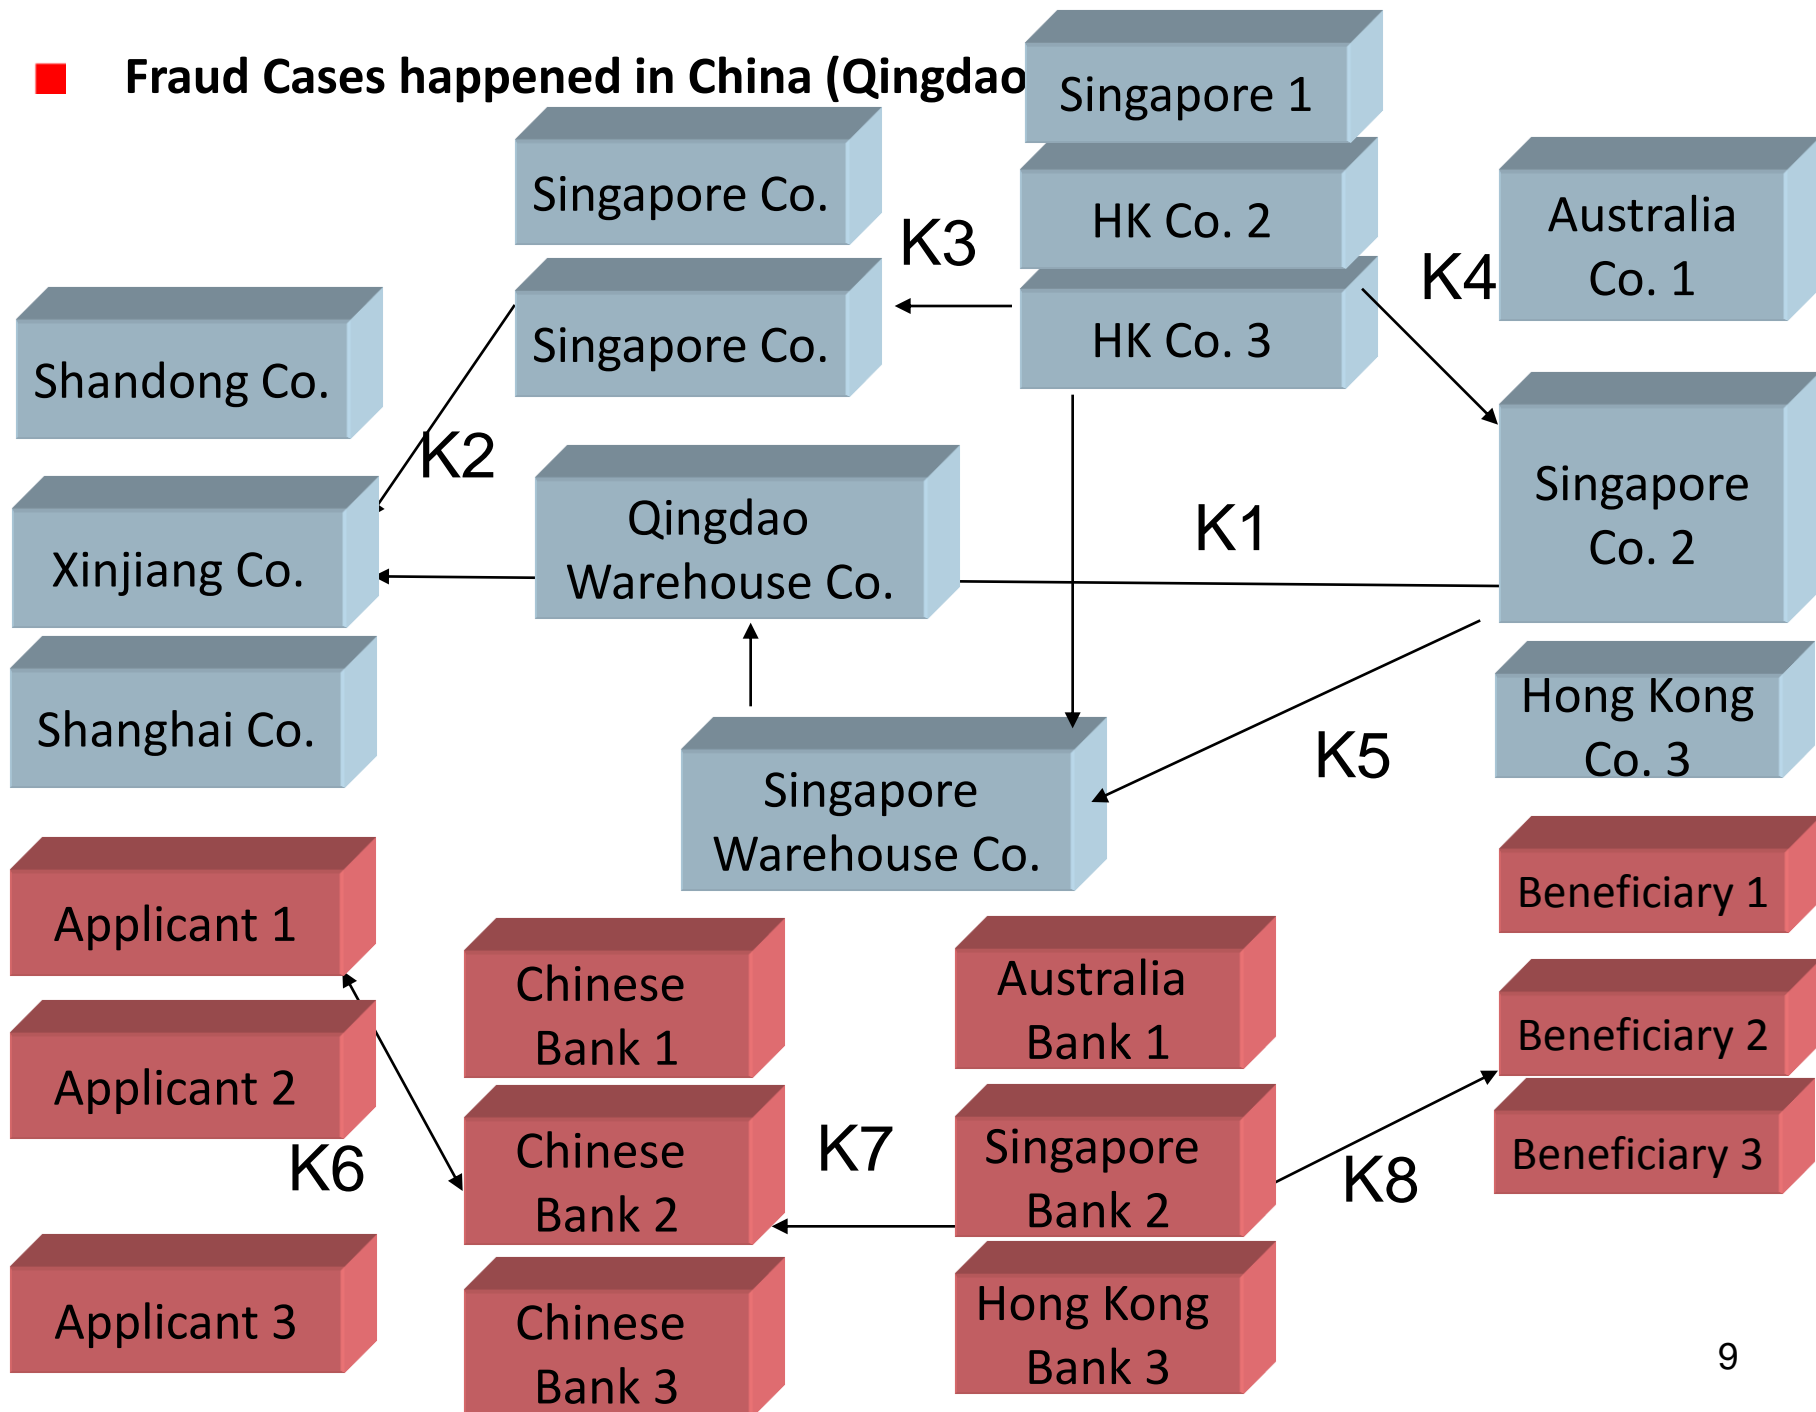 Fraud Cases happened in China (Qingdao
Singapore 1
Singapore Co.
HK Co. 2
Australia
Co. 1
K3
K4
Singapore Co.
HK Co. 3
Shandong Co.
K2
Singapore
Co. 2
Qingdao
Warehouse Co.
K1
Xinjiang Co.
Shanghai Co.
Hong Kong
Co. 3
K5
Singapore
Warehouse Co.
Applicant 1
Beneficiary 1
Chinese
Bank 1
Australia
Bank 1
Applicant 2
Beneficiary 2
K6
Chinese
Bank 2
K7
Singapore
Bank 2
K8
Beneficiary 3
Applicant 3
Chinese
Bank 3
Hong Kong
Bank 3
9